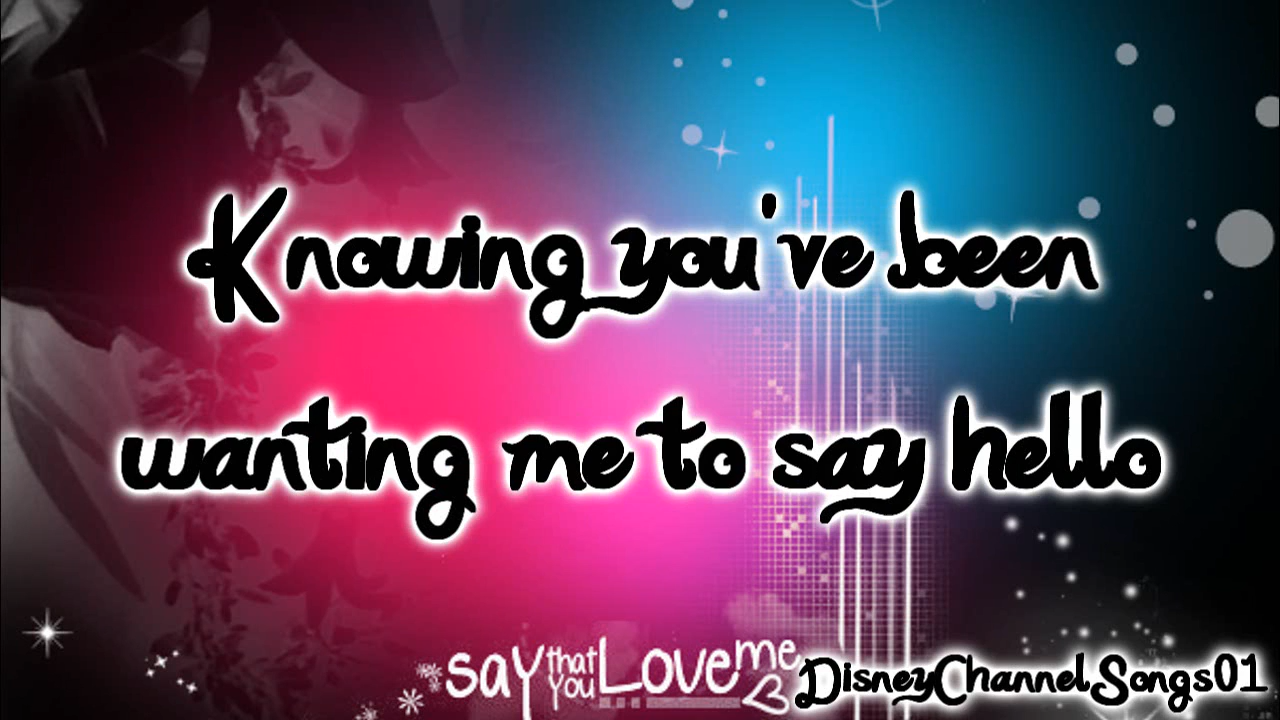 Knowing you've been
wanting me to say hello
say that you Love me
DisneyChannelSongs01